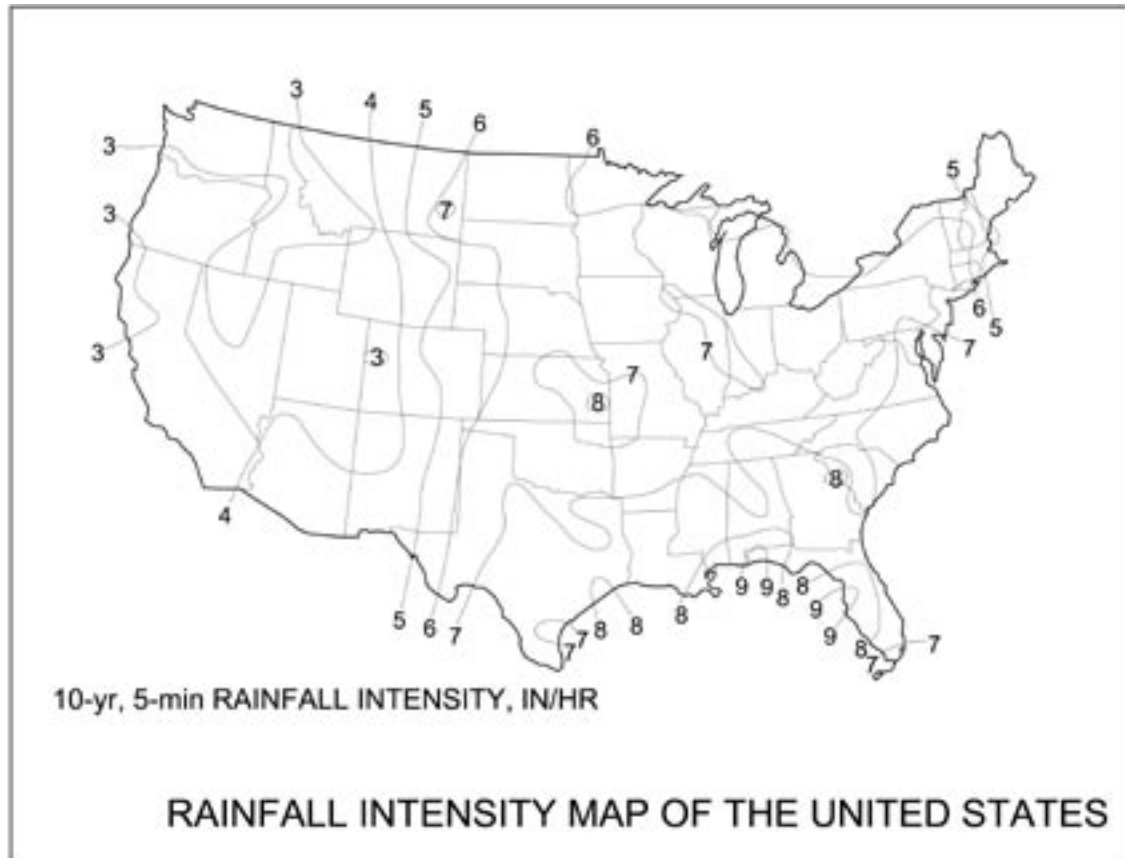 3 4 5 6 6
3
5
3
7
6
5
3 3 7 7
7
8
8
4
9 9 8 8
5 6 7 8 8 8 9
9
7 8 7
7 7
10-yr, 5-min RAINFALL INTENSITY, IN/HR
RAINFALL INTENSITY MAP OF THE UNITED STATES